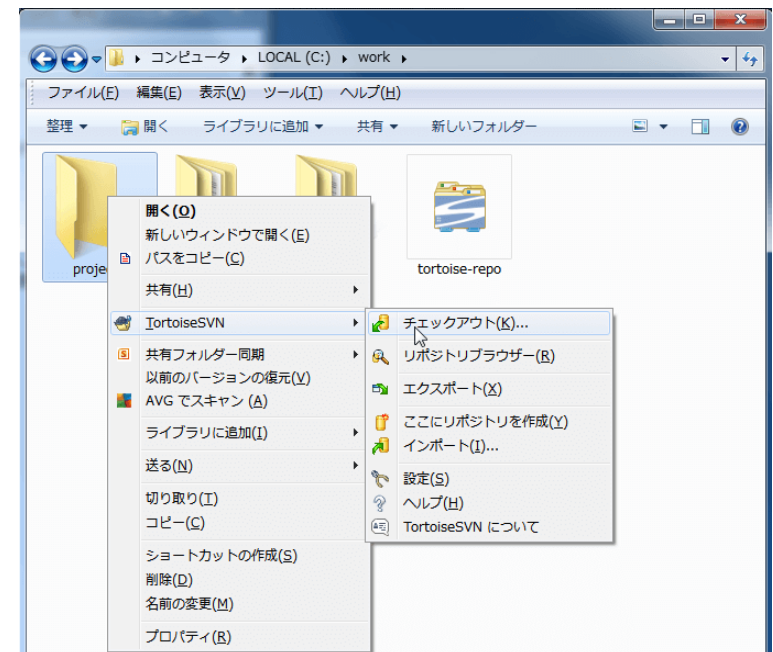 コンピュータ LOCAL (C:) work
ファイル(F) 編集(E) 表示(V) ツール(T) ヘルプ(H)
整理 開く ライブラリに追加 共有 新しいフォルダー
proje
tortoise-repo
開く(O)
新しいウィンドウで開く(E)
パスをコピー(C)
共有(H)
TortoiseSVN
共有フォルダー同期
以前のバージョンの復元(V)
AVG でスキャン (A)
ライブラリに追加(I)
送る(N)
切り取り(T)
コピー(C)
ショートカットの作成(S)
削除(D)
名前の変更(M)
プロパティ(R)
チェックアウト(K)...
リポジトリブラウザー(R)
エクスポート(X)
ここにリポジトリを作成(Y)
インポート(I)...
設定(S)
ヘルプ(H)
TortoiseSVN について